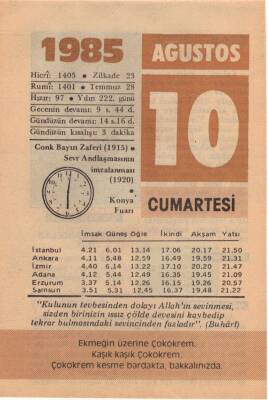 1985
AĞUSTOS
10
CUMARTESİ
Hicrî: 1405 • Zilkade 23
Rumî: 1401 • Temmuz 28
Hızır: 97 • Yılın 222. günü
Gecenin devamı: 9 s. 44 d.
Gündüzün devamı: 14 s.16 d.
Gündüzün kısalışı: 3 dakika
Conk Bayırı Zaferi (1915) •
Sevr Andlaşmasının
imzalanması
(1920)
•
Konya
Fuarı
İmsak Güneş Öğle İkindi Akşam Yatsı
İstanbul 4,21 6,01 13,14 17.06 20,17 21,50
Ankara 4,11 5,48 12,59 16,49 19,59 21,31
İzmir 4,40 6,14 13,22 17,10 20,20 21,47
Adana 4,12 5,44 12,49 16,35 19,45 21,09
Erzurum 3,37 5,14 12,26 16,15 19,26 20,57
Samsun 3,51 5,31 12,45 16,37 19,48 21,22
"Kulunun tevbesinden dolayı Allah'ın sevinmesi,
sizden birinizin ıssız çölde devesini kaybedip
tekrar bulmasındaki sevincinden fazladır". (Buhârî)
Ekmeğin üzerine Çokokrem.
Kaşık kaşık Çokokrem.
Çokokrem kesme bardakta, bakkalınızda.